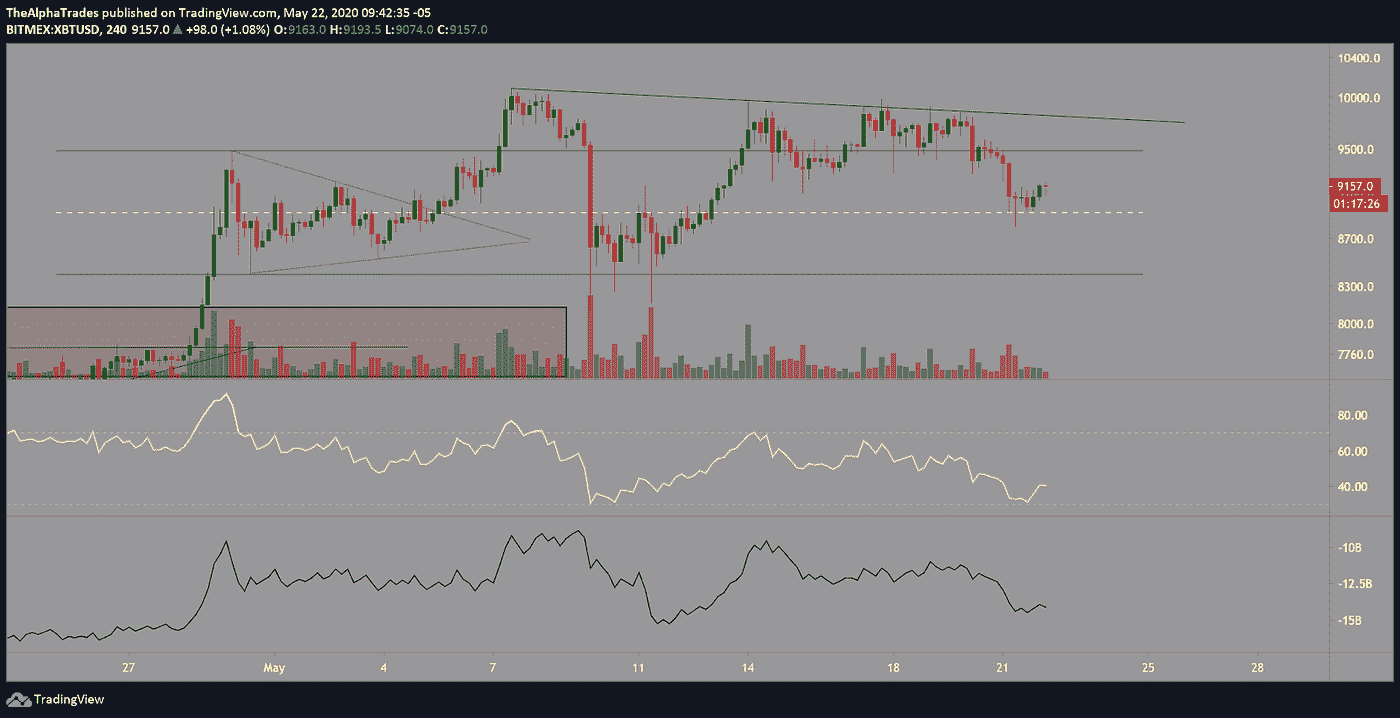 TheAlphaTrades published on TradingView.com, May 22, 2020 09:42:35 -05
BITMEX:XBTUSD, 240 9157.0 ▲ +98.0 (+1.08%) O:9163.0 H:9193.5 L:9074.0 C:9157.0
10400.0
10000.0
9500.0
9157.0
01:17:26
8700.0
8300.0
8000.0
7760.0
80.00
60.00
40.00
-10B
-12.5B
-15B
27 May 4 7 11 14 18 21 25 28
TradingView